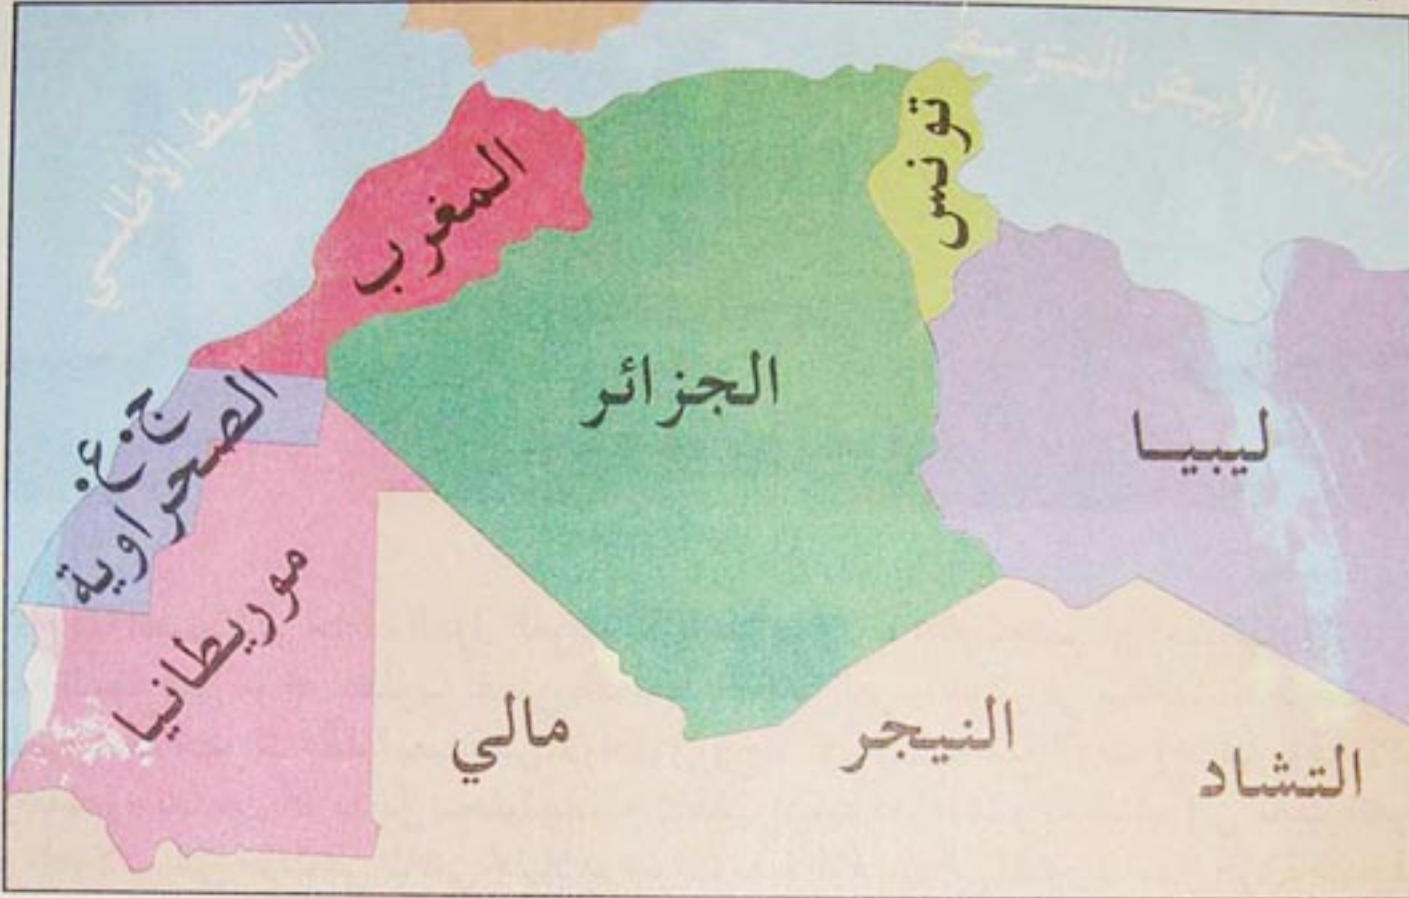 المحيط الأطلسي
البحر الأبيض المتوسط
تونس
المغرب
الجزائر
ليبيا
ج.ع.
الصحراوية
موريطانيا
مالي
النيجر
التشاد